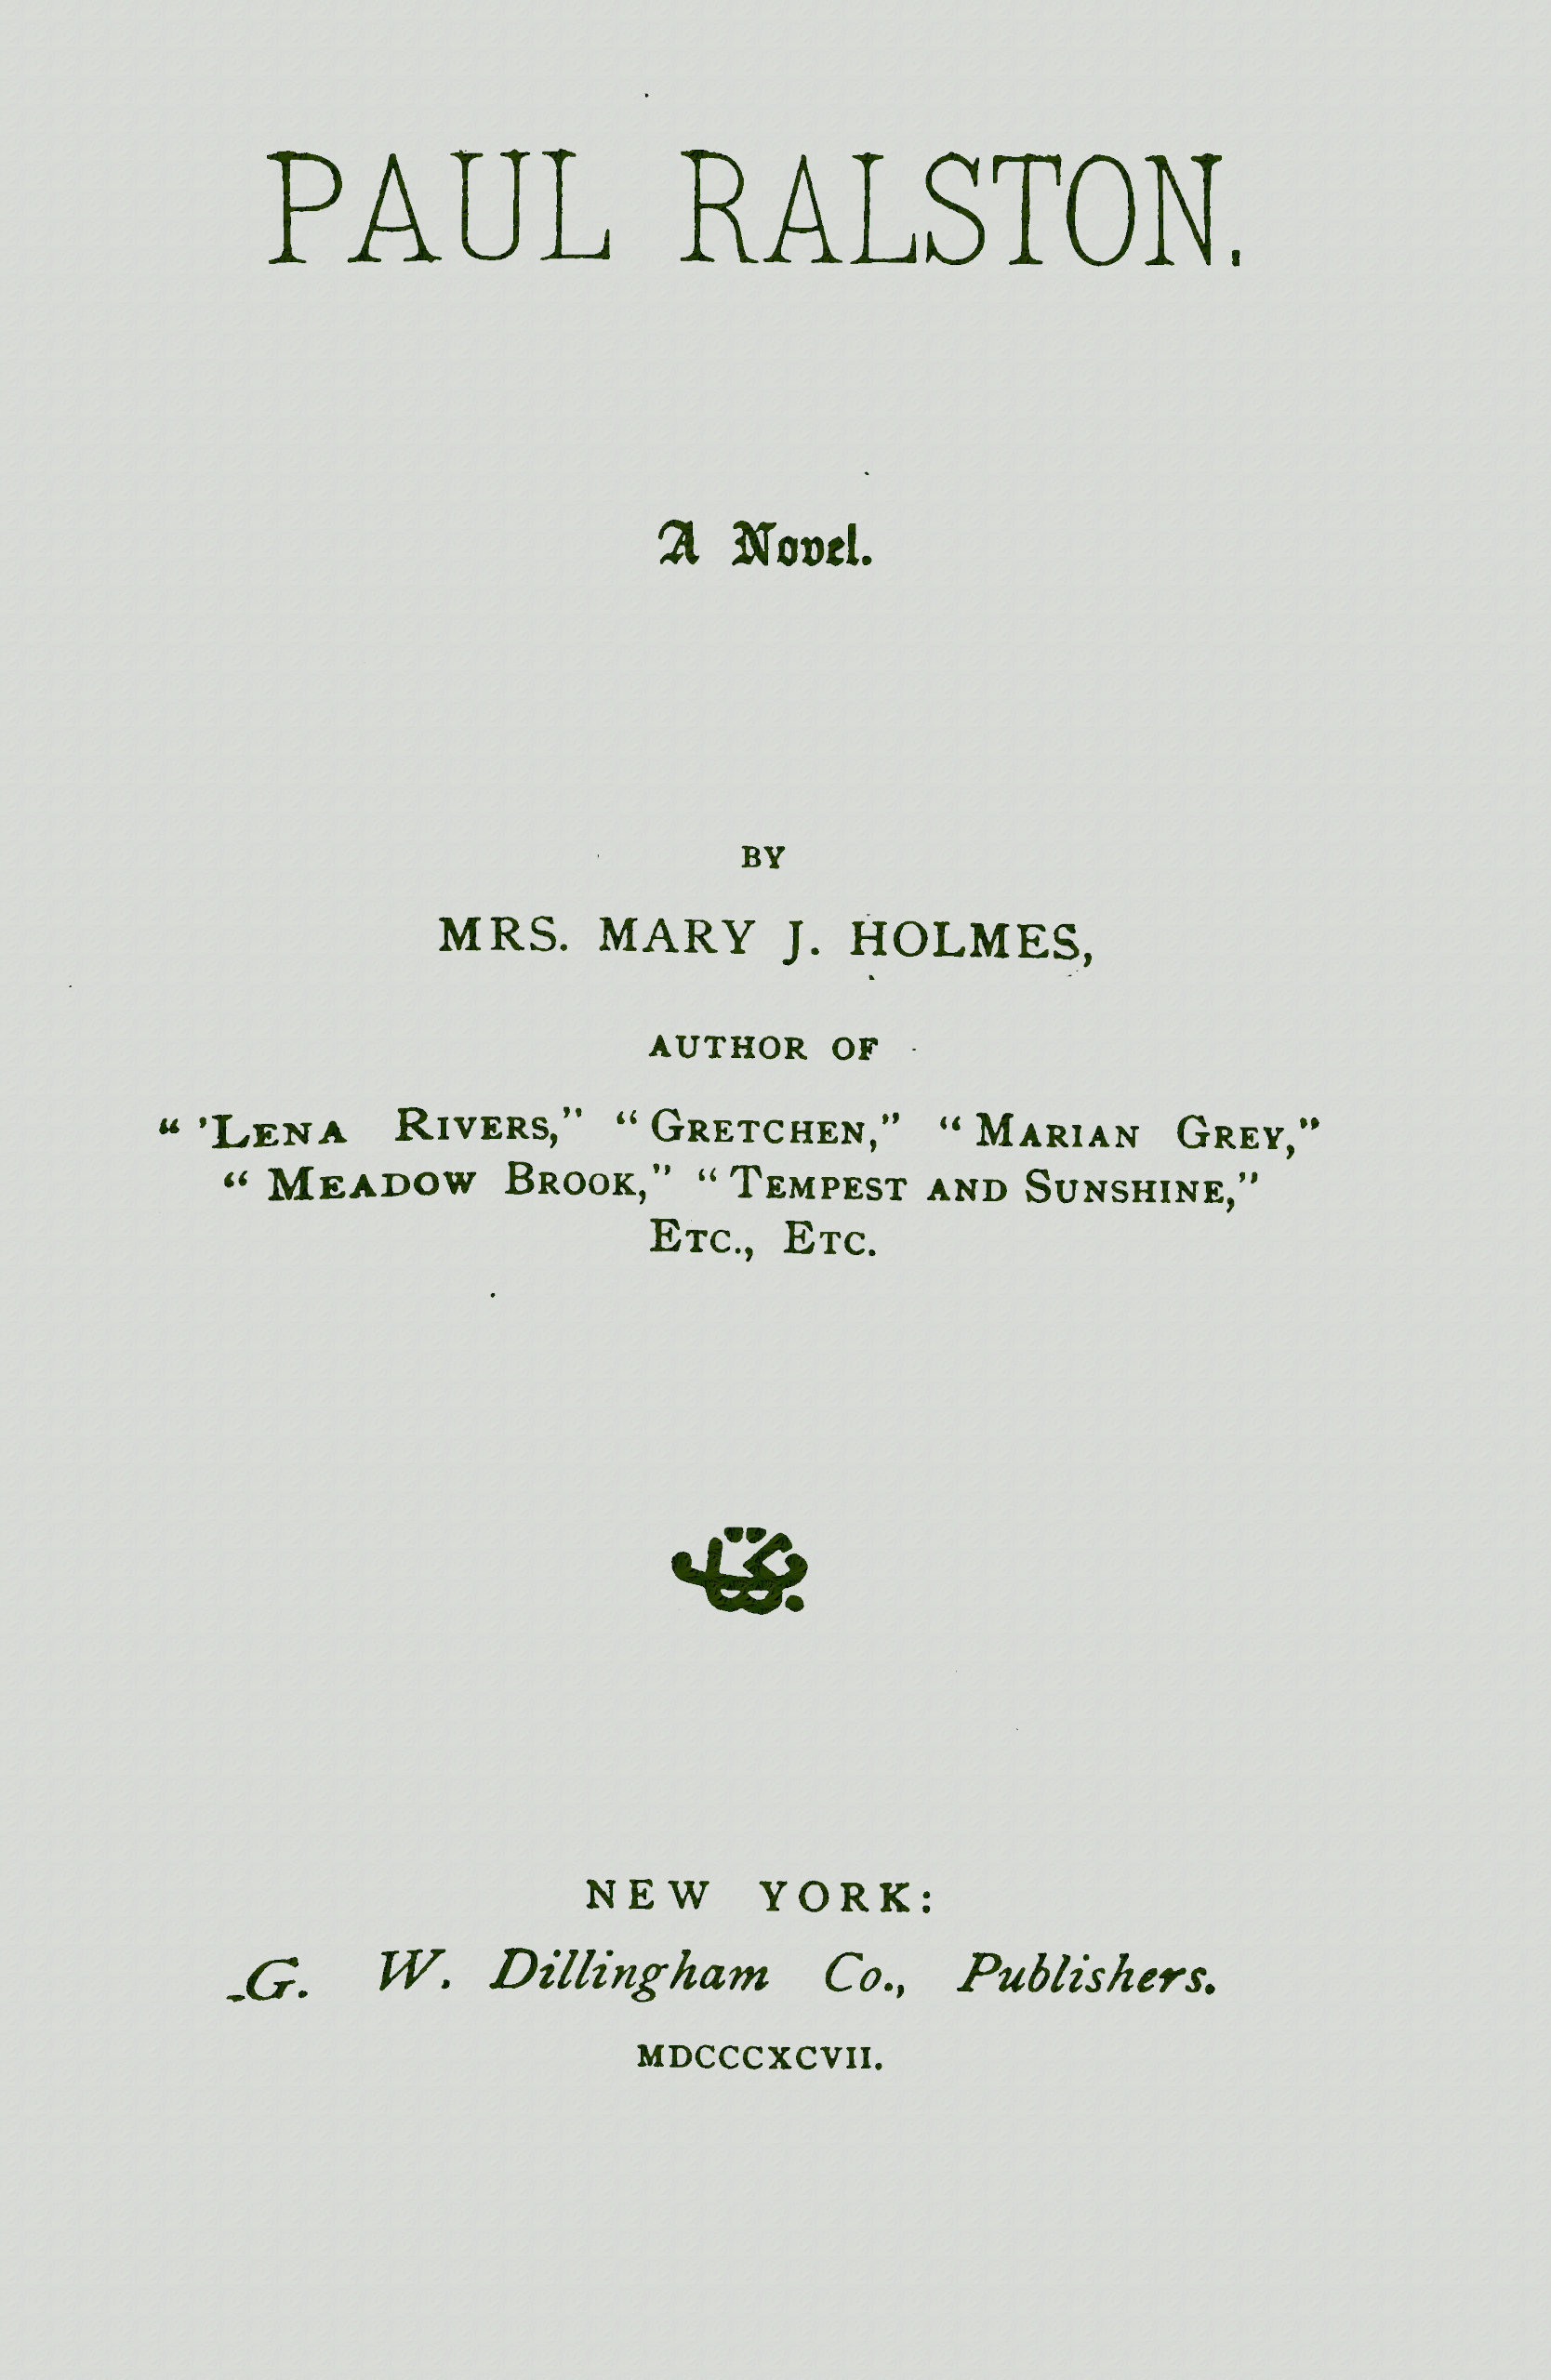 PAUL RALSTON.
A Novel.
BY
MRS. MARY J. HOLMES,
AUTHOR OF
“ 'LENA RIVERS,” “ GRETCHEN,” “ MARIAN GREY,”
“ MEADOW BROOK,” “ TEMPEST AND SUNSHINE,”
ETC., ETC.
NEW YORK:
G. W. Dillingham Co., Publishers.
MDCCCXCVII.